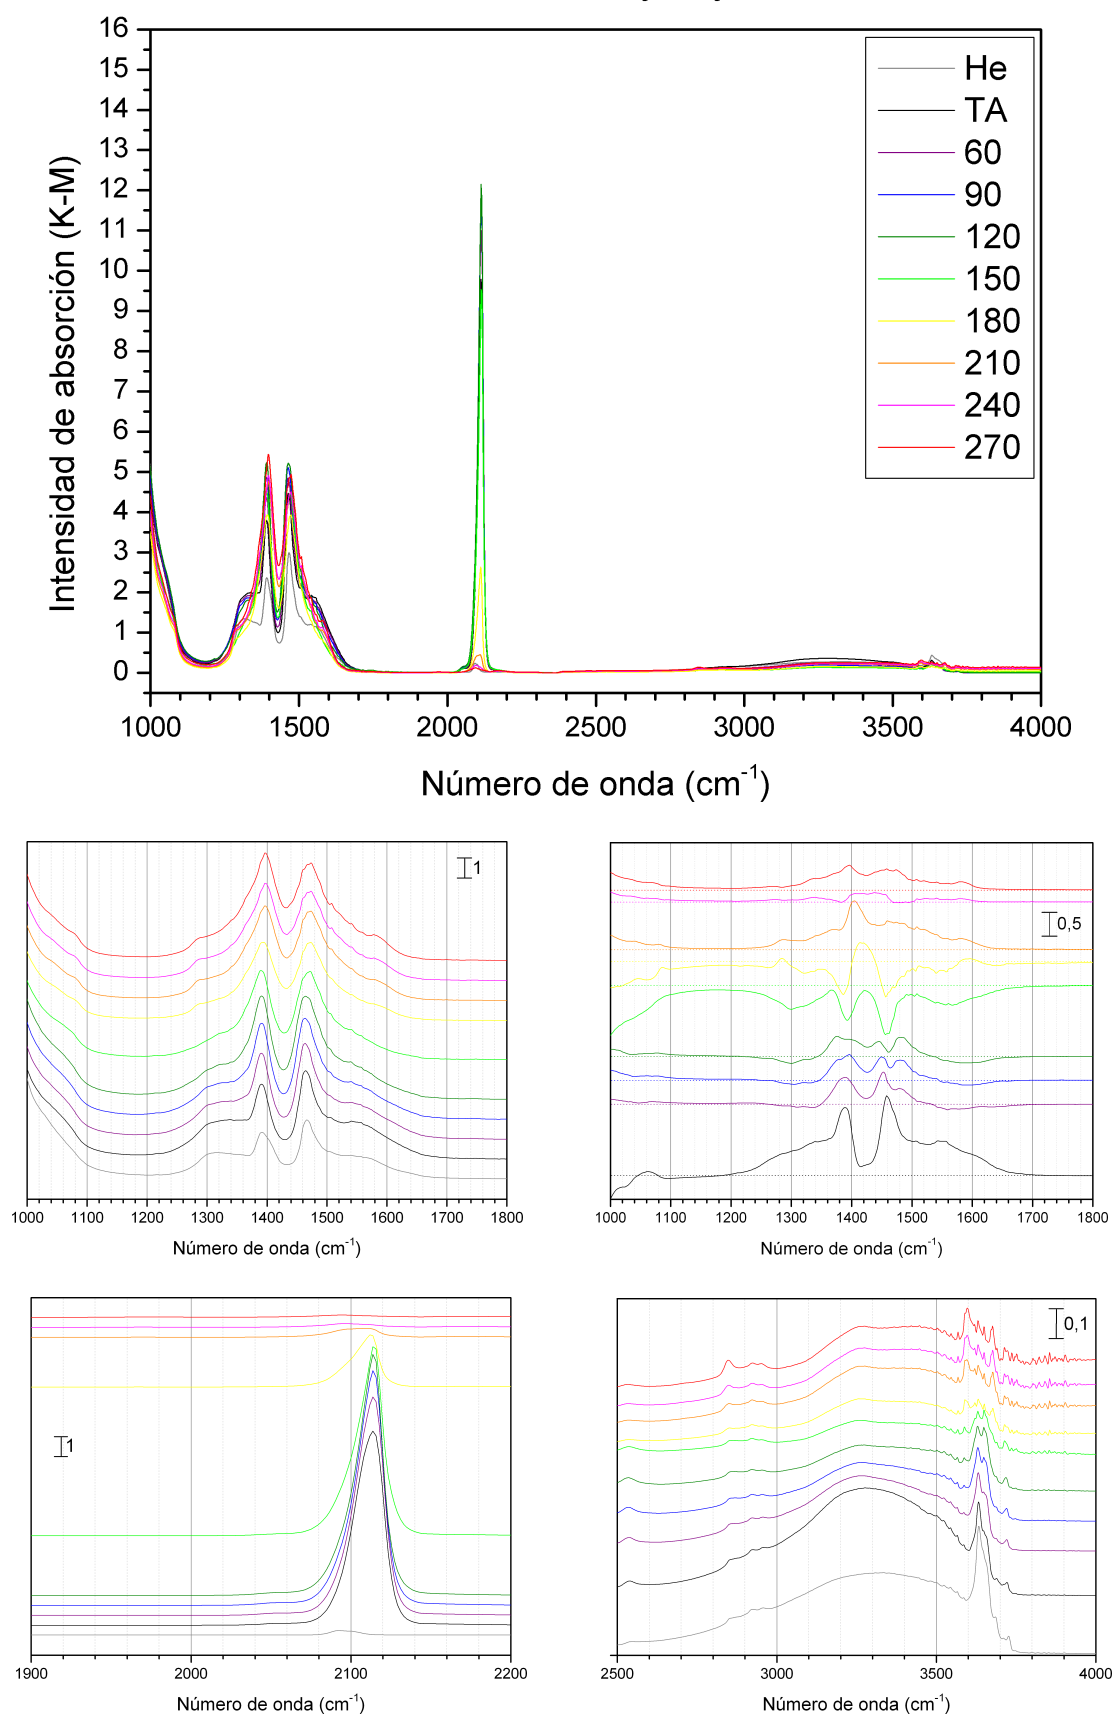 16
15
14
13
12
11
10
9
8
7
6
5
4
3
2
1
0
Intensidad de absorción (K-M)
He
TA
60
90
120
150
180
210
240
270
1000 1500 2000 2500 3000 3500 4000
Número de onda (cm-1)
1
1000 1100 1200 1300 1400 1500 1600 1700 1800
Número de onda (cm-1)
0,5
1000 1100 1200 1300 1400 1500 1600 1700 1800
Número de onda (cm-1)
1
1900 2000 2100 2200
Número de onda (cm-1)
0,1
2500 3000 3500 4000
Número de onda (cm-1)